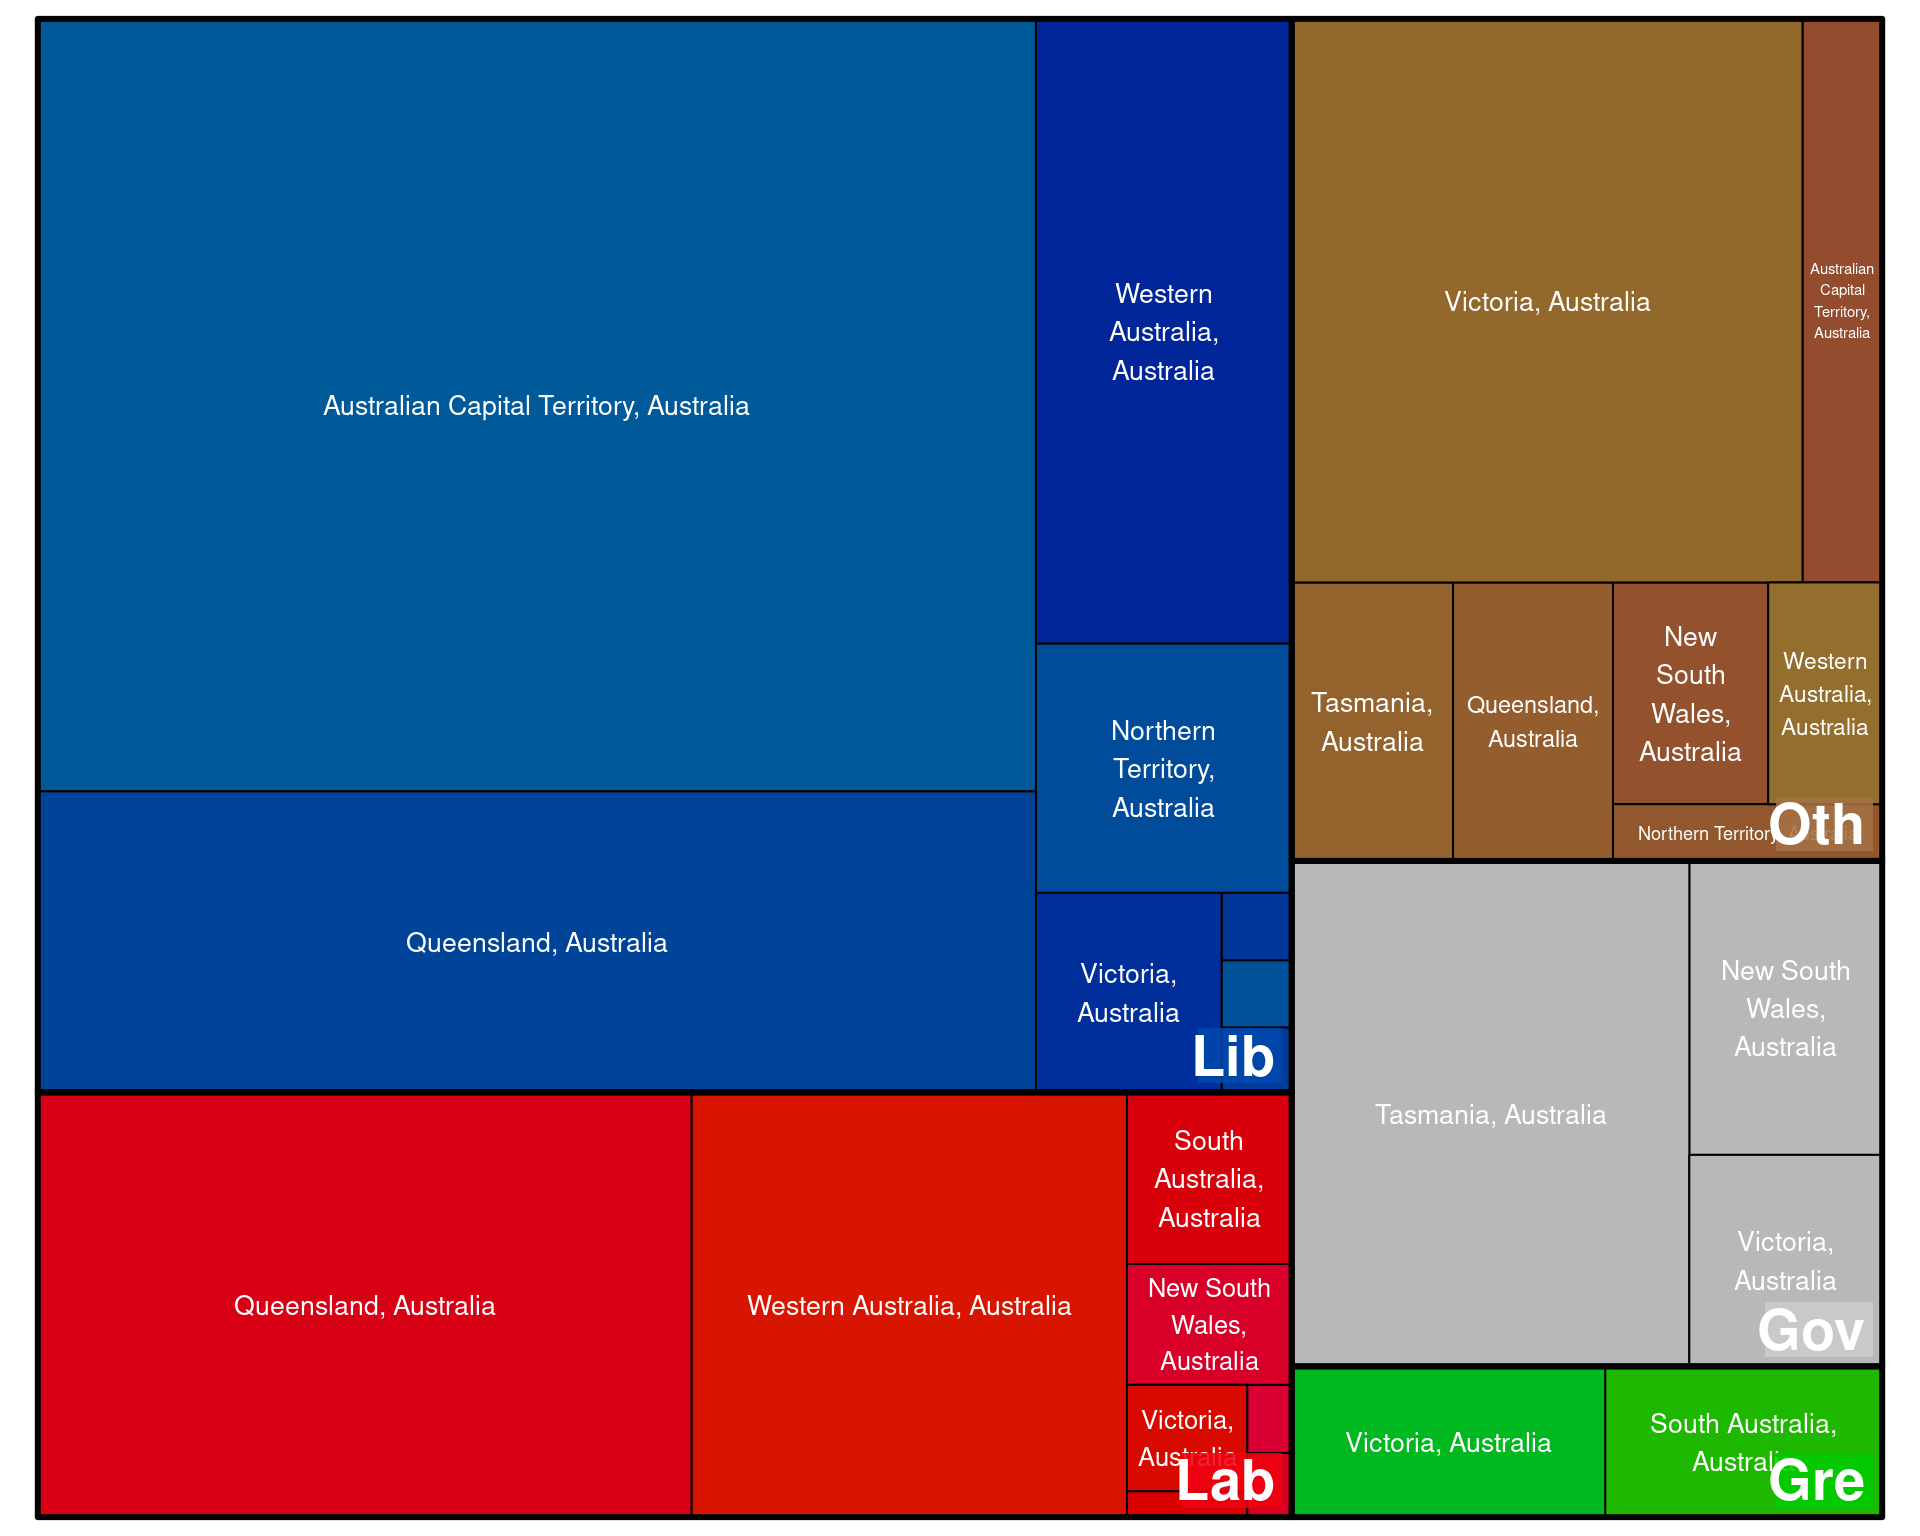 Australian Capital Territory, Australia
Western
Australia,
Australia
Northern
Territory,
Australia
Queensland, Australia
Victoria,
Australia
Lib
Queensland, Australia
Western Australia, Australia
South
Australia,
Australia
New South
Wales,
Australia
Victoria,
Australia
Lab
Victoria, Australia
Australian
Capital
Territory,
Australia
Tasmania,
Australia
Queensland,
Australia
New
South
Wales,
Australia
Western
Australia,
Australia
Northern Territory,
Oth
Tasmania, Australia
New South
Wales,
Australia
Victoria,
Australia
Gov
Victoria, Australia
South Australia,
Australia
Gre